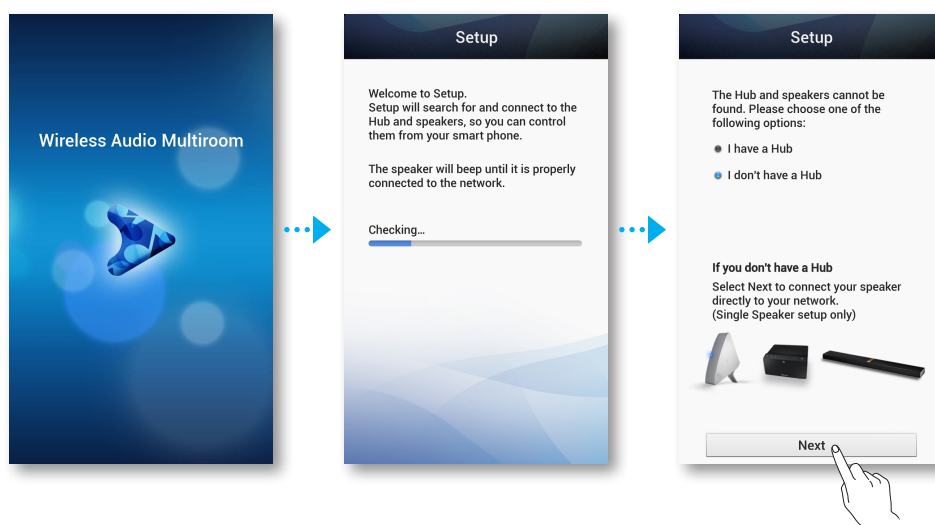 Wireless Audio Multiroom
Setup
Welcome to Setup.
Setup will search for and connect to the
Hub and speakers, so you can control
them from your smart phone.
The speaker will beep until it is properly
connected to the network.
Checking...
Setup
The Hub and speakers cannot be
found. Please choose one of the
following options:
I have a Hub
I don't have a Hub
If you don't have a Hub
Select Next to connect your speaker
directly to your network.
(Single Speaker setup only)
Next